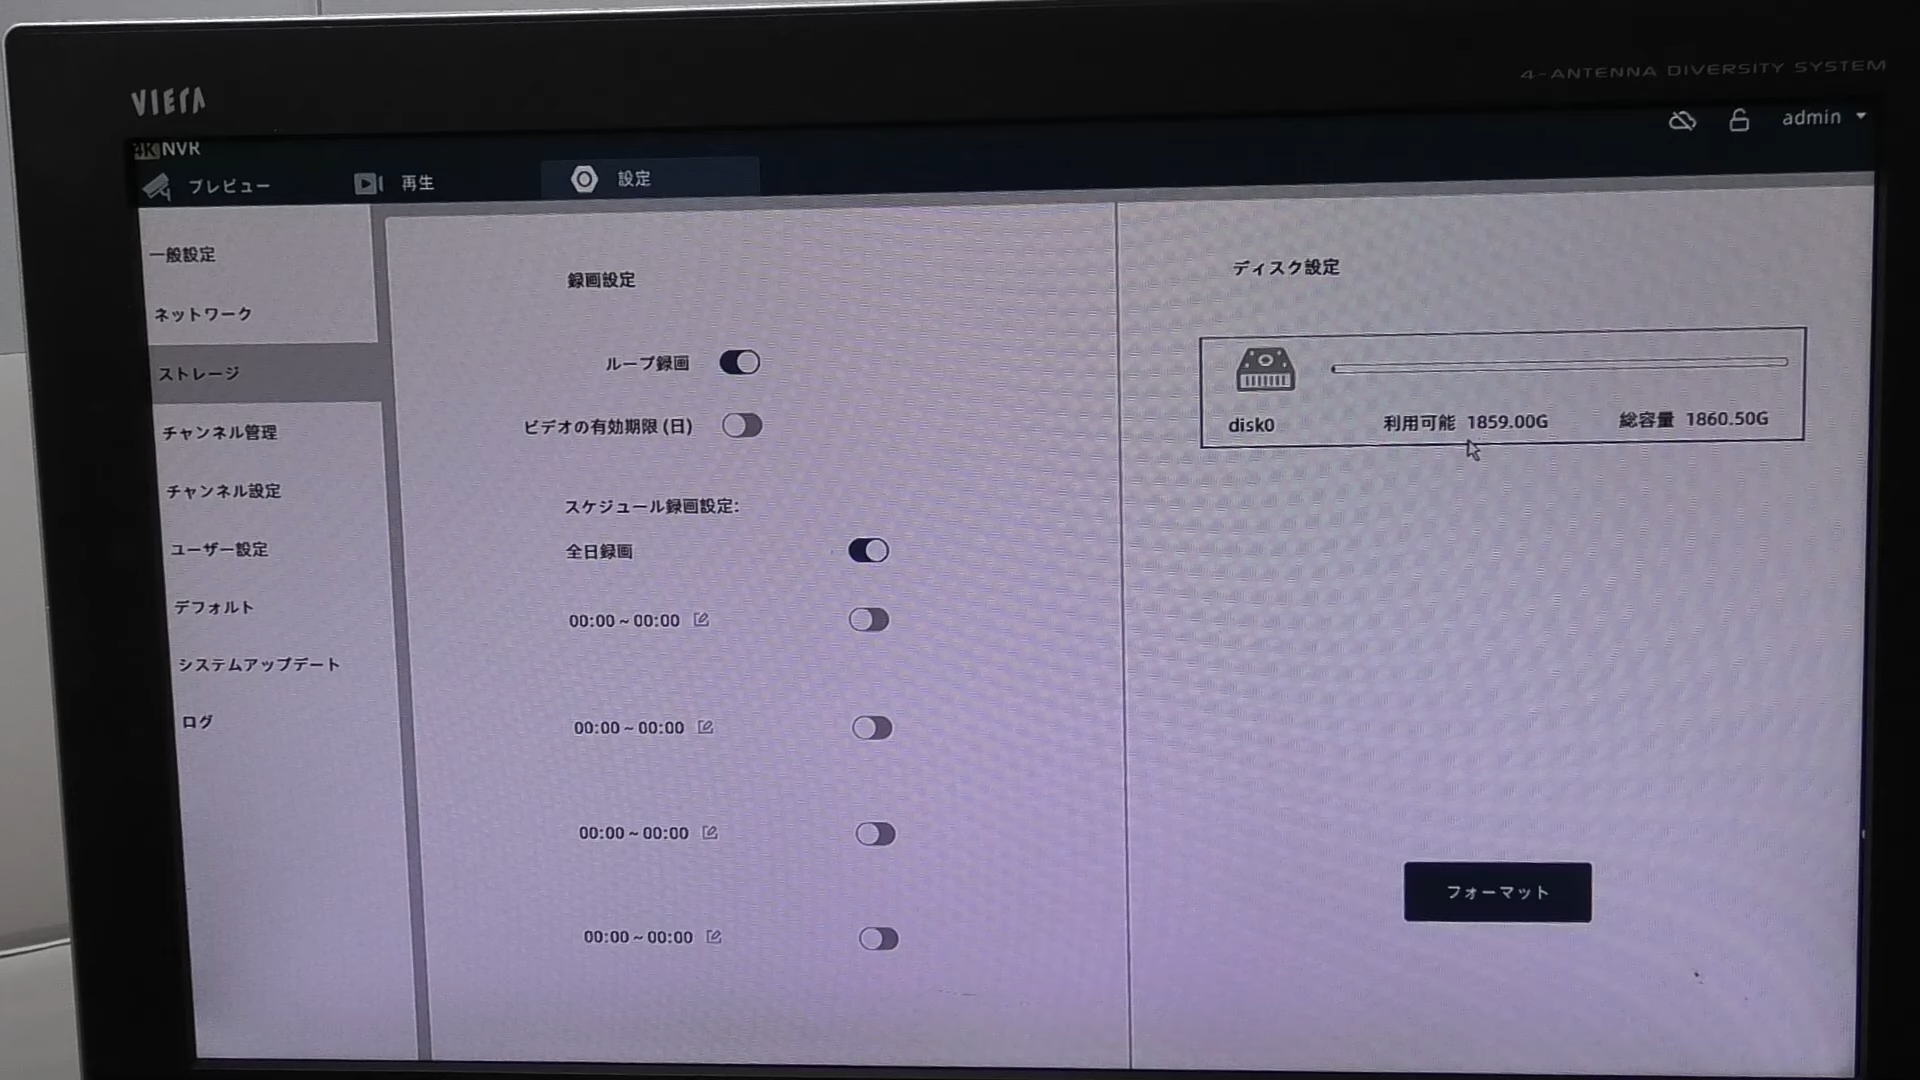 VIERA
4-ANTENNA DIVERSITY SYSTEM
4K NVR
admin
プレビュー
再生
設定
一般設定
ネットワーク
ストレージ
チャンネル管理
チャンネル設定
ユーザー設定
デフォルト
システムアップデート
ログ
録画設定
ループ録画
ビデオの有効期限 (日)
スケジュール録画設定:
全日録画
00:00 ~ 00:00
00:00 ~ 00:00
00:00 ~ 00:00
00:00 ~ 00:00
ディスク設定
disk0 利用可能 1859.00G 総容量 1860.50G
フォーマット